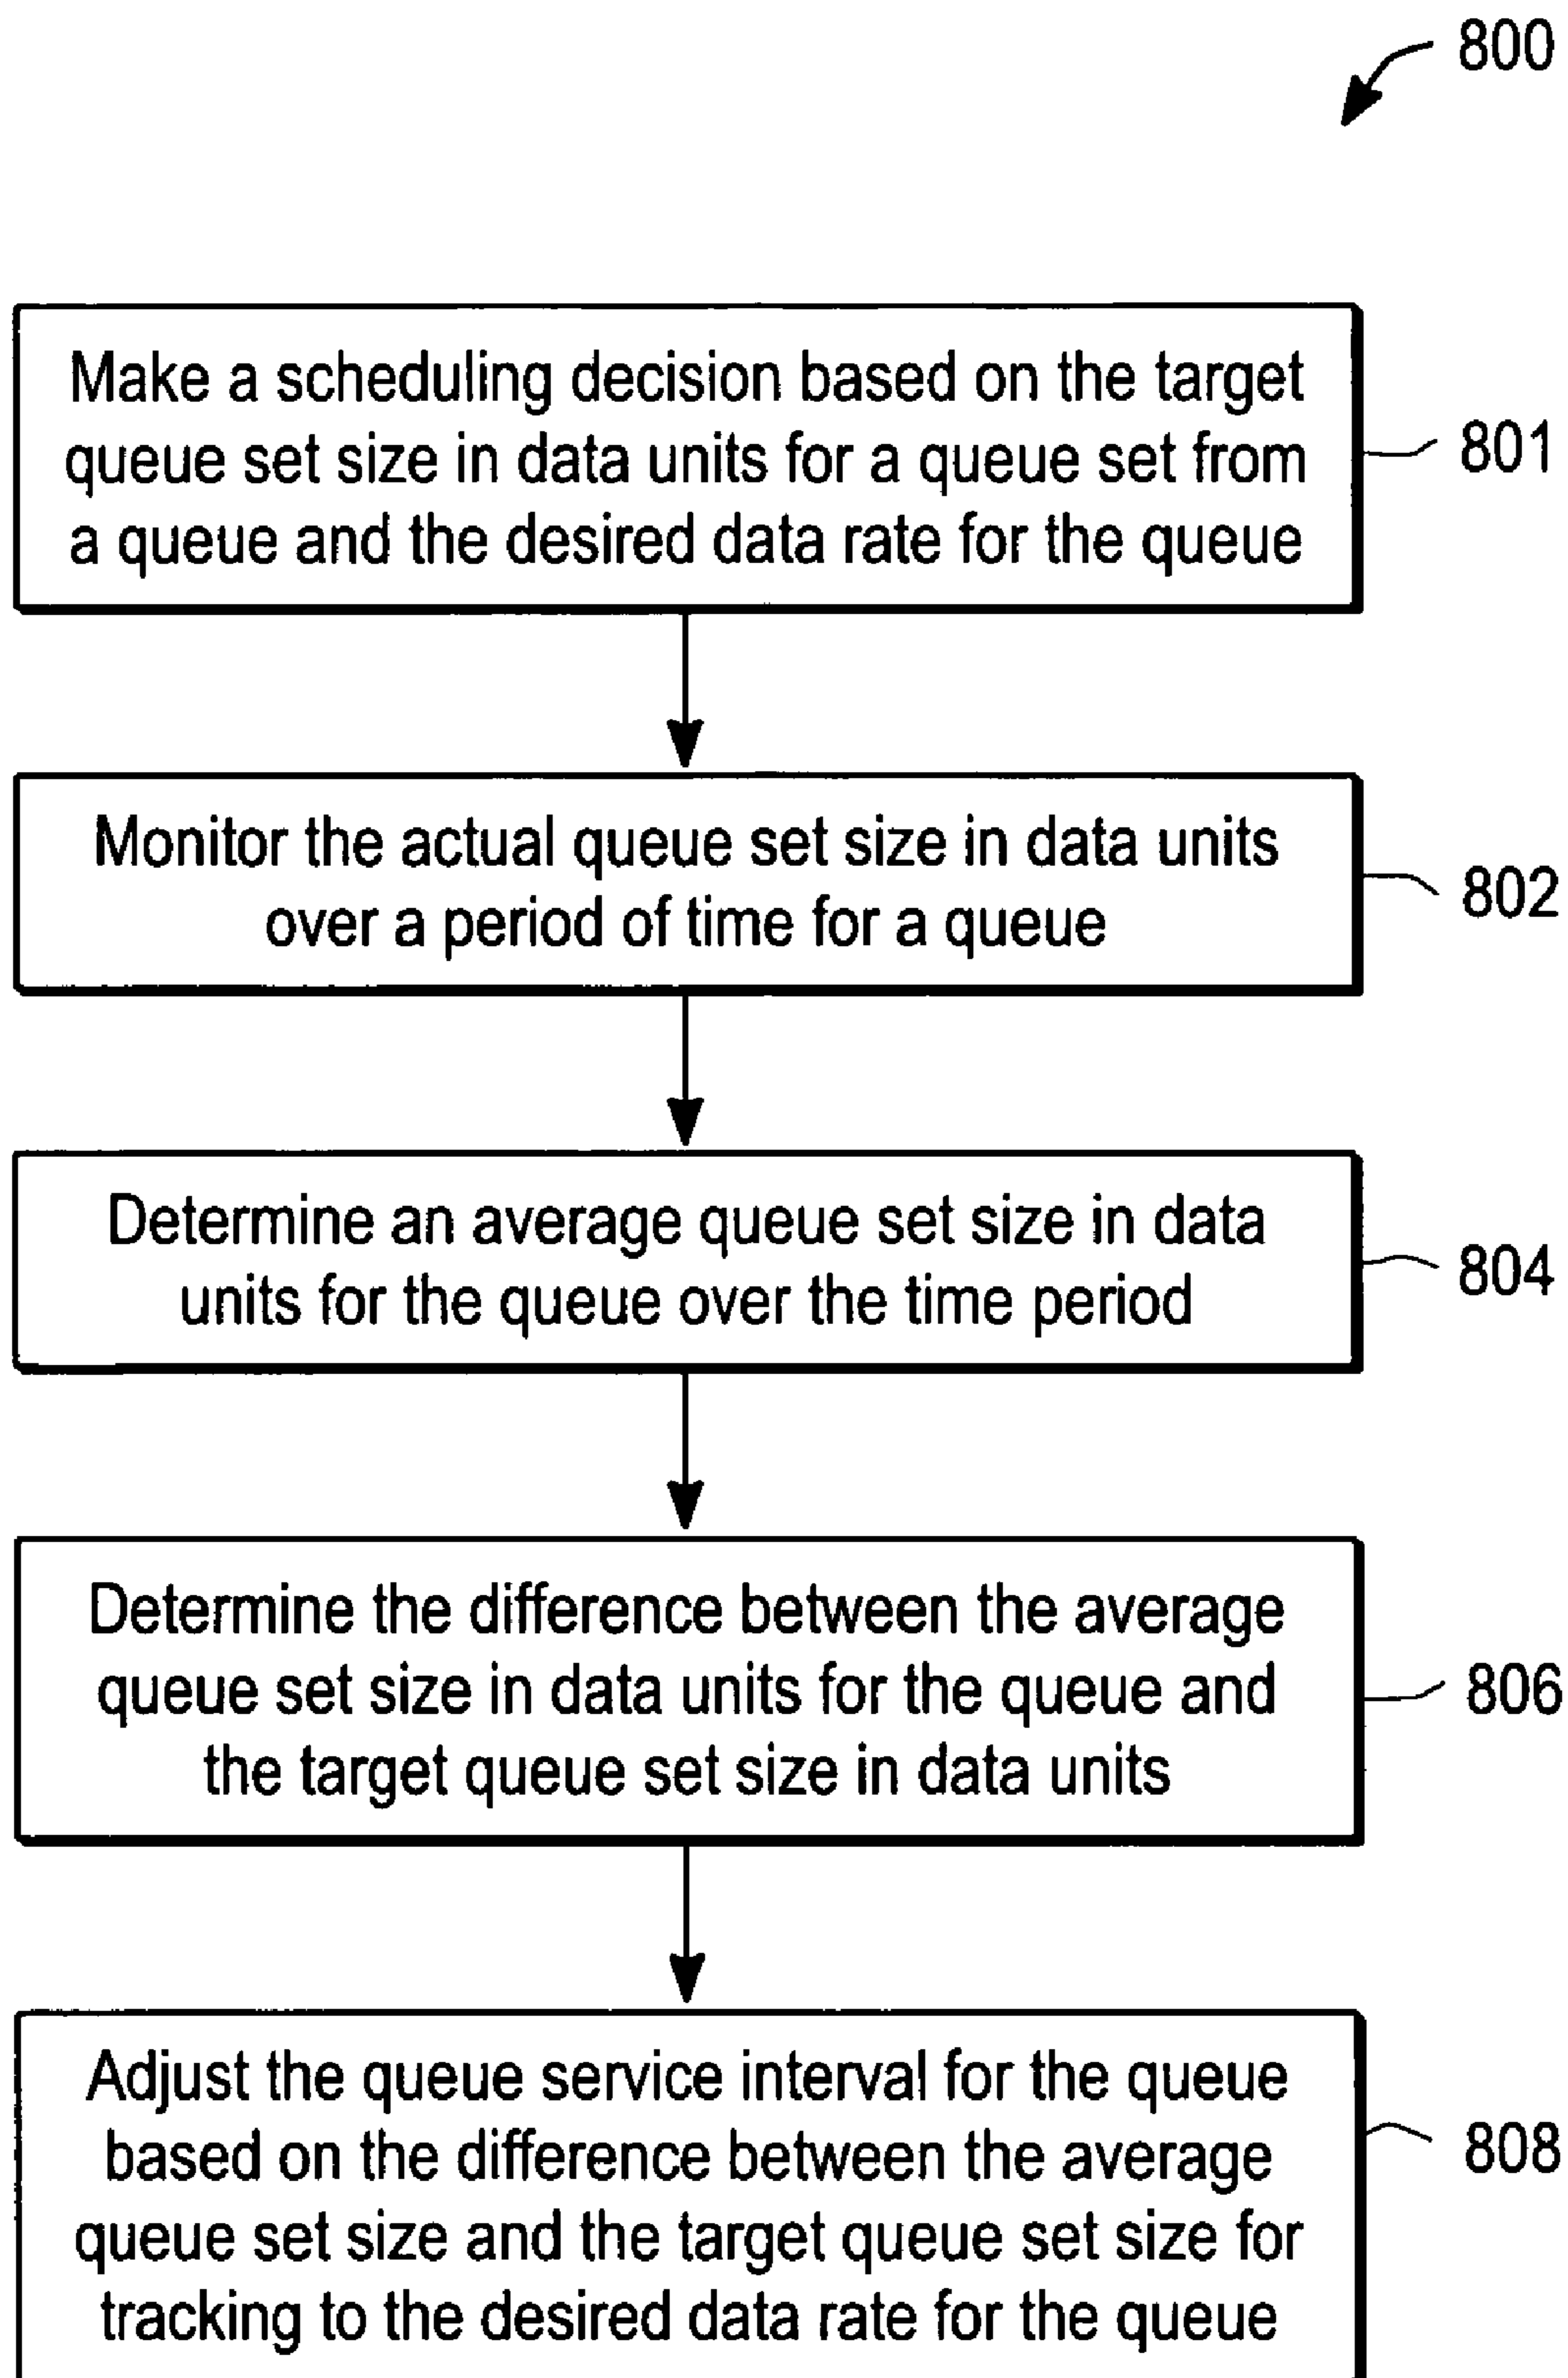 800
Make a scheduling decision based on the target
queue set size in data units for a queue set from
a queue and the desired data rate for the queue
801
Monitor the actual queue set size in data units
over a period of time for a queue
802
Determine an average queue set size in data
units for the queue over the time period
804
Determine the difference between the average
queue set size in data units for the queue and
the target queue set size in data units
806
Adjust the queue service interval for the queue
based on the difference between the average
queue set size and the target queue set size for
tracking to the desired data rate for the queue
808